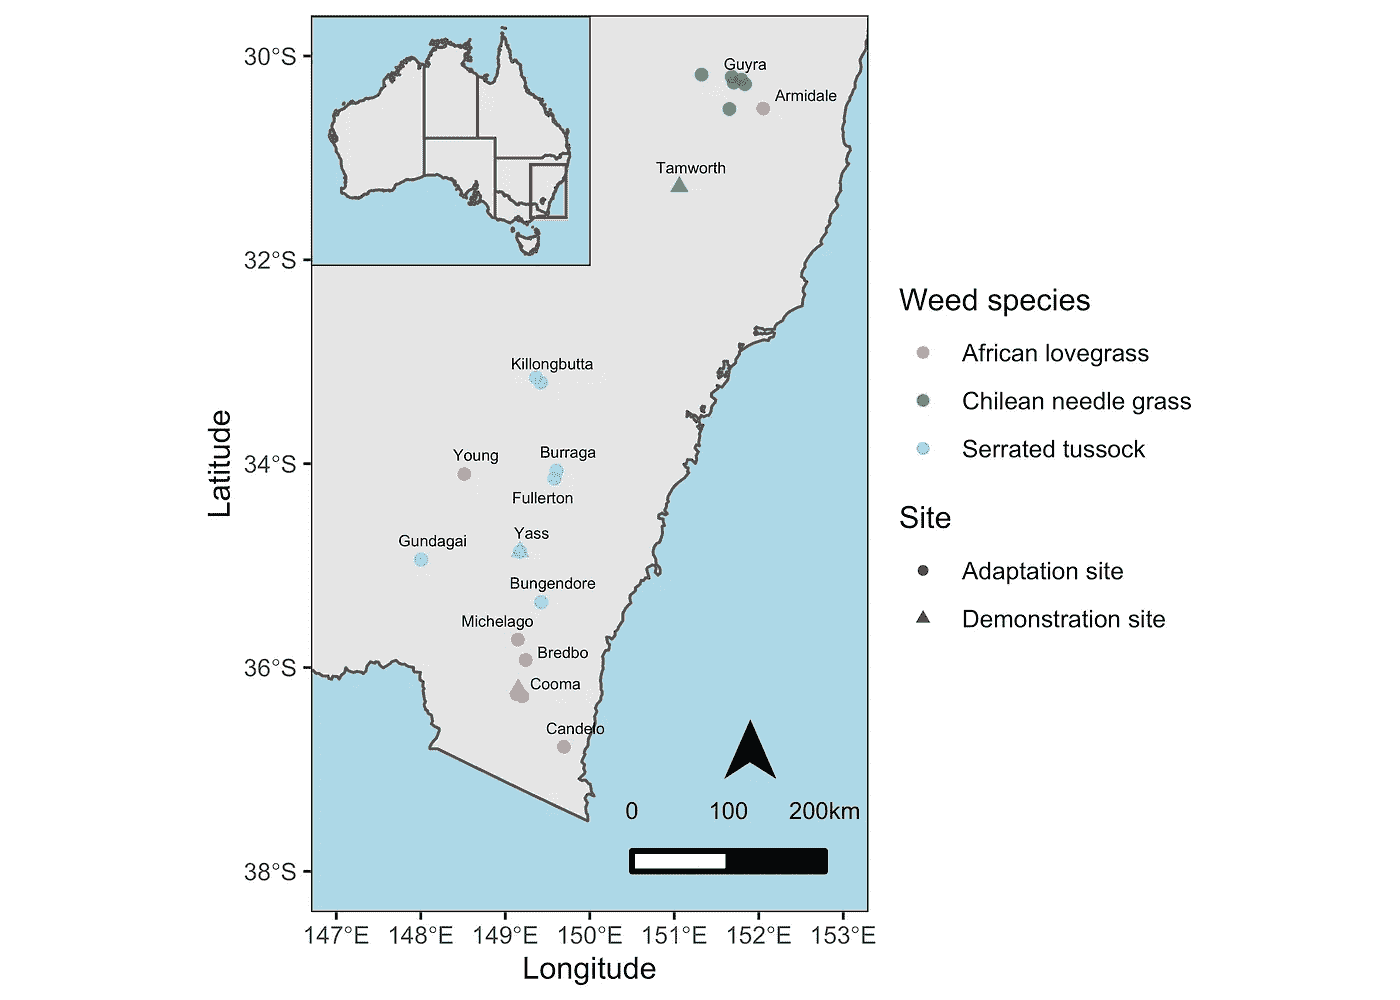 30°S
32°S
34°S
36°S
38°S
Latitude
Guyra
Armidale
Tamworth
Killongbutta
Young
Burraga
Fullerton
Yass
Gundagai
Bungendore
Michelago
Bredbo
Cooma
Candelo
0 100 200km
147°E 148°E 149°E 150°E 151°E 152°E 153°E
Longitude
Weed species
African lovegrass
Chilean needle grass
Serrated tussock
Site
Adaptation site
Demonstration site